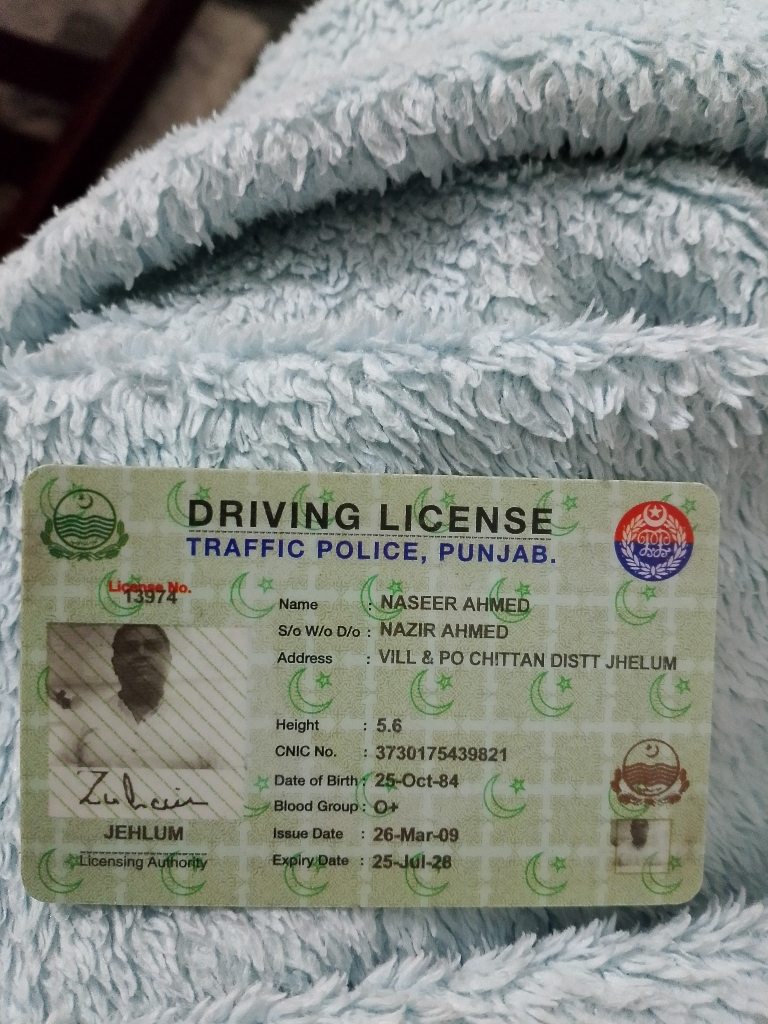 DRIVING LICENSE
TRAFFIC POLICE, PUNJAB.
License No.
13974
Name : NASEER AHMED
S/o W/o D/o : NAZIR AHMED
Address : VILL & PO CHITTAN DISTT JHELUM
Height : 5.6
CNIC No. : 3730175439821
Date of Birth : 25-Oct-84
Blood Group : O+
Issue Date : 26-Mar-09
Expiry Date : 25-Jul-28
JEHLUM
Licensing Authority